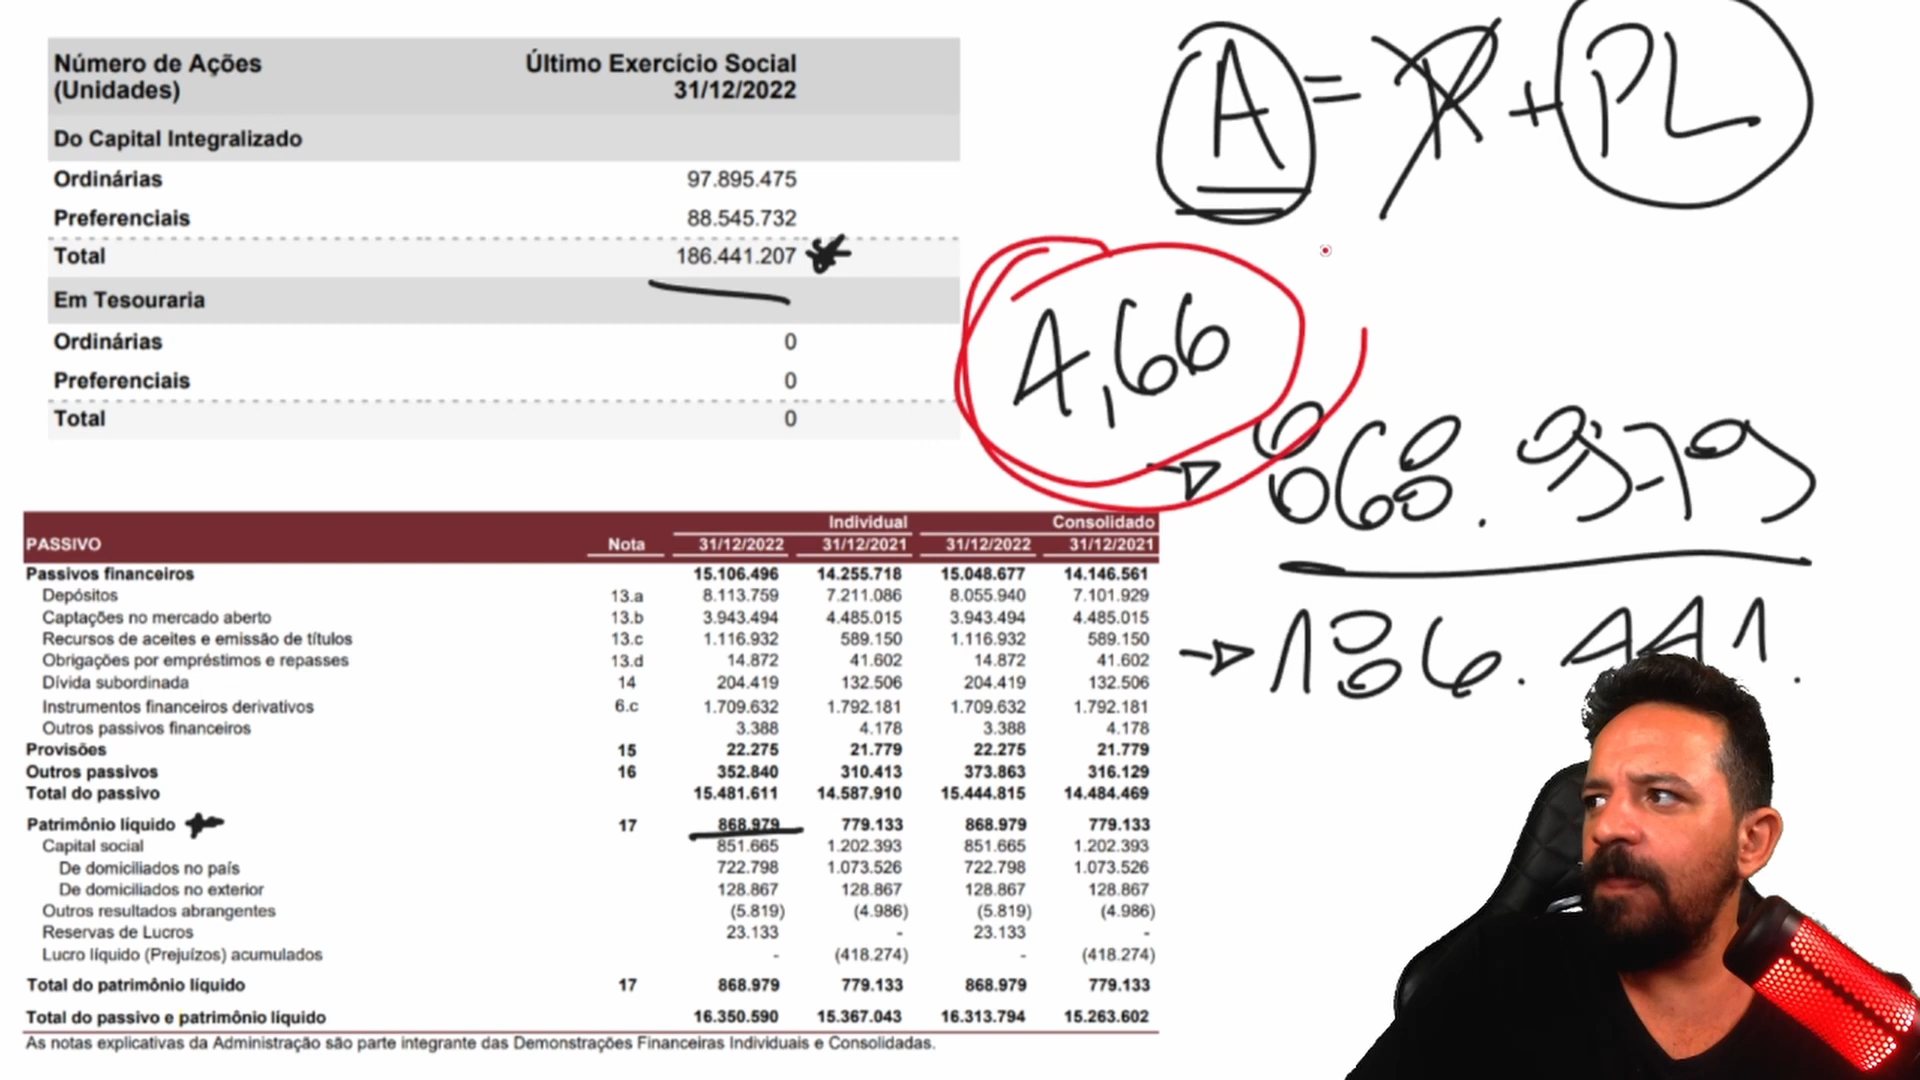 Número de Ações Último Exercício Social
(Unidades) 31/12/2022
Do Capital Integralizado
Ordinárias 97.895.475
Preferenciais 88.545.732
Total 186.441.207
Em Tesouraria
Ordinárias 0
Preferenciais 0
Total 0
A = P + PL
4,66
868.979
186.441.
Individual Consolidado
PASSIVO Nota 31/12/2022 31/12/2021 31/12/2022 31/12/2021
Passivos financeiros 15.106.496 14.255.718 15.048.677 14.146.561
Depósitos 13.a 8.113.759 7.211.086 8.055.940 7.101.929
Captações no mercado aberto 13.b 3.943.494 4.485.015 3.943.494 4.485.015
Recursos de aceites e emissão de títulos 13.c 1.116.932 589.150 1.116.932 589.150
Obrigações por empréstimos e repasses 13.d 14.872 41.602 14.872 41.602
Dívida subordinada 14 204.419 132.506 204.419 132.506
Instrumentos financeiros derivativos 6.c 1.709.632 1.792.181 1.709.632 1.792.181
Outros passivos financeiros 3.388 4.178 3.388 4.178
Provisões 15 22.275 21.779 22.275 21.779
Outros passivos 16 352.840 310.413 373.863 316.129
Total do passivo 15.481.611 14.587.910 15.444.815 14.484.469
Patrimônio líquido 17 868.979 779.133 868.979 779.133
Capital social 851.665 1.202.393 851.665 1.202.393
De domiciliados no país 722.798 1.073.526 722.798 1.073.526
De domiciliados no exterior 128.867 128.867 128.867 128.867
Outros resultados abrangentes (5.819) (4.986) (5.819) (4.986)
Reservas de Lucros 23.133 - 23.133 -
Lucro líquido (Prejuízos) acumulados - (418.274) - (418.274)
Total do patrimônio líquido 17 868.979 779.133 868.979 779.133
Total do passivo e patrimônio líquido 16.350.590 15.367.043 16.313.794 15.263.602
As notas explicativas da Administração são parte integrante das Demonstrações Financeiras Individuais e Consolidadas.